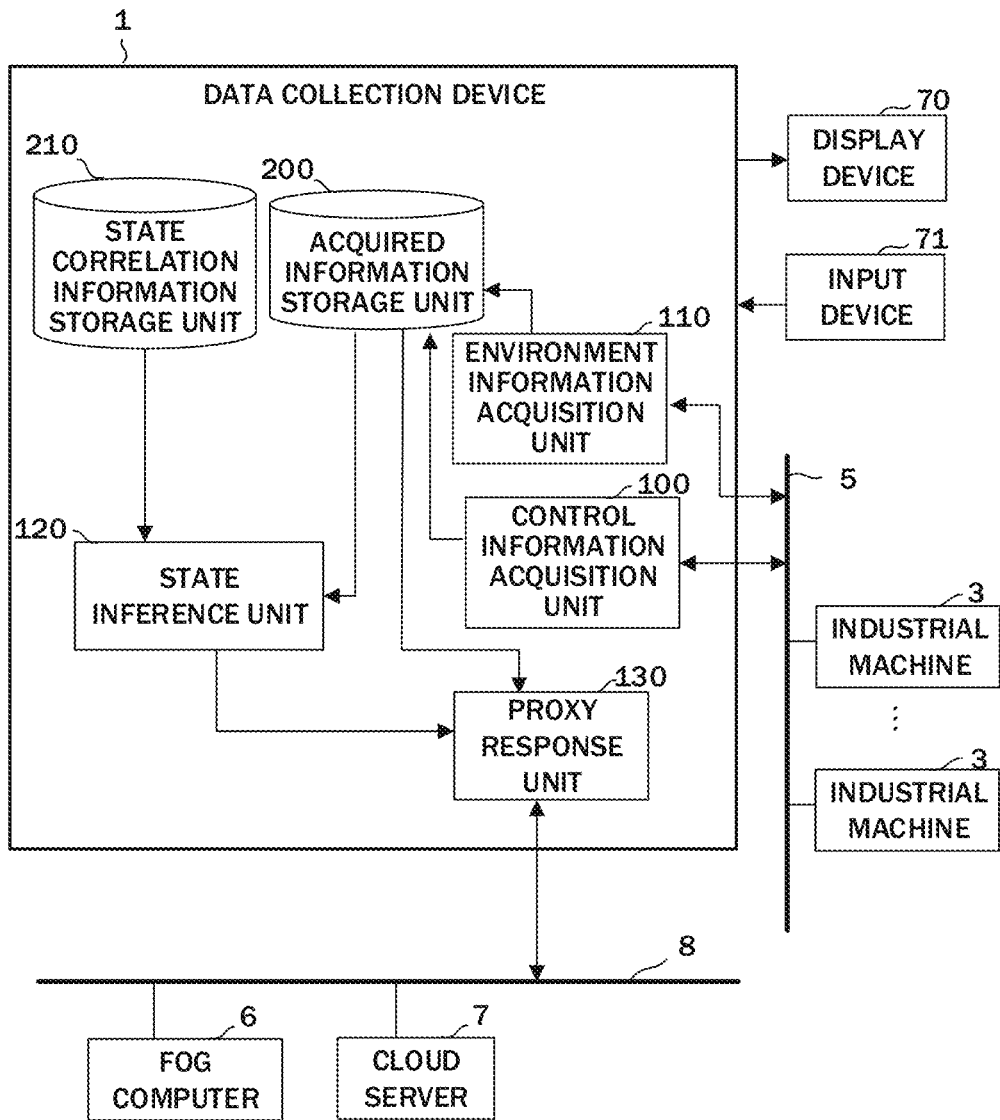 1
DATA COLLECTION DEVICE
210
STATE
CORRELATION
INFORMATION
STORAGE UNIT
200
ACQUIRED
INFORMATION
STORAGE UNIT
110
ENVIRONMENT
INFORMATION
ACQUISITION
UNIT
100
CONTROL
INFORMATION
ACQUISITION
UNIT
120
STATE
INFERENCE UNIT
130
PROXY
RESPONSE
UNIT
70
DISPLAY
DEVICE
71
INPUT
DEVICE
5
3
INDUSTRIAL
MACHINE
...
3
INDUSTRIAL
MACHINE
8
6
FOG
COMPUTER
7
CLOUD
SERVER